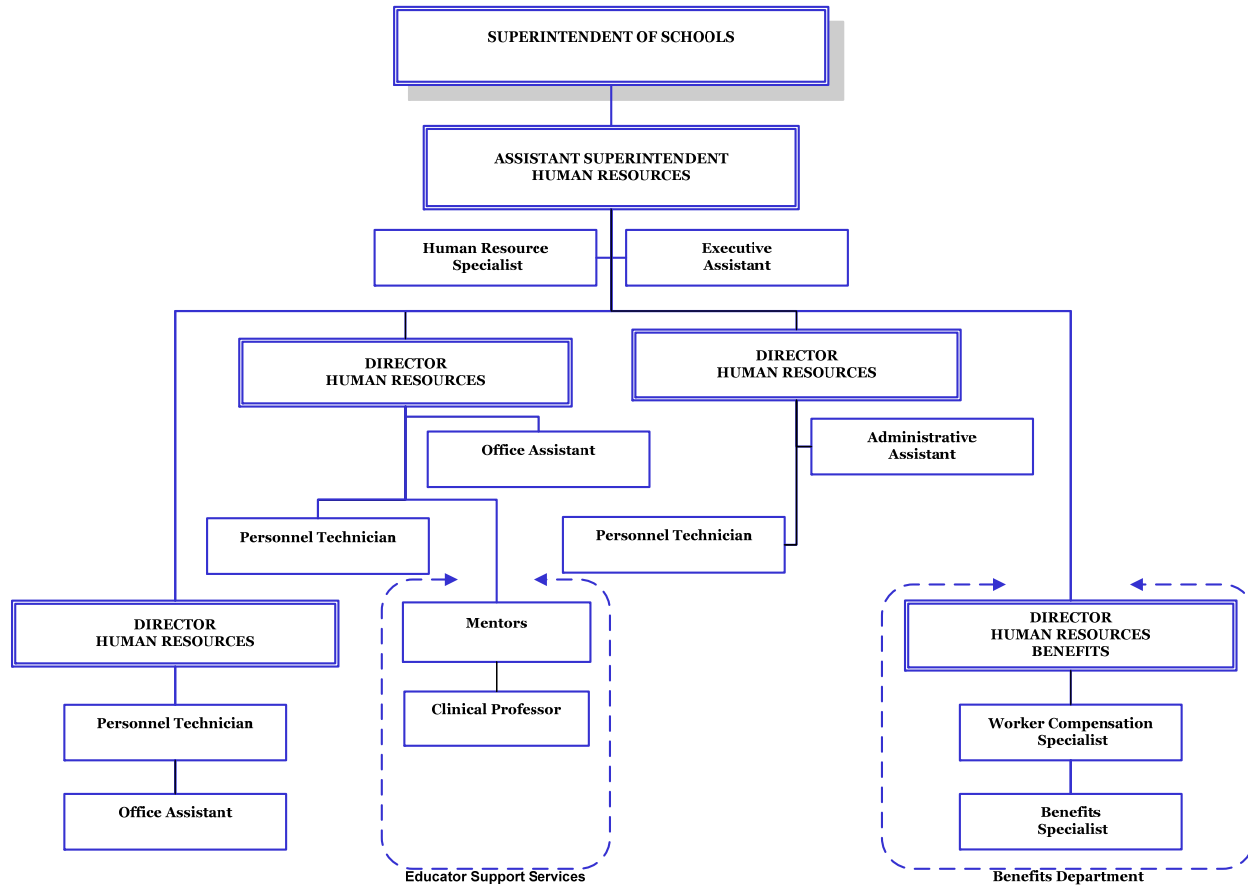 SUPERINTENDENT OF SCHOOLS
ASSISTANT SUPERINTENDENT
HUMAN RESOURCES
Human Resource
Specialist
Executive
Assistant
DIRECTOR
HUMAN RESOURCES
DIRECTOR
HUMAN RESOURCES
Office Assistant
Administrative
Assistant
Personnel Technician
Personnel Technician
DIRECTOR
HUMAN RESOURCES
Mentors
DIRECTOR
HUMAN RESOURCES
BENEFITS
Personnel Technician
Clinical Professor
Worker Compensation
Specialist
Office Assistant
Benefits
Specialist
Educator Support Services
Benefits Department